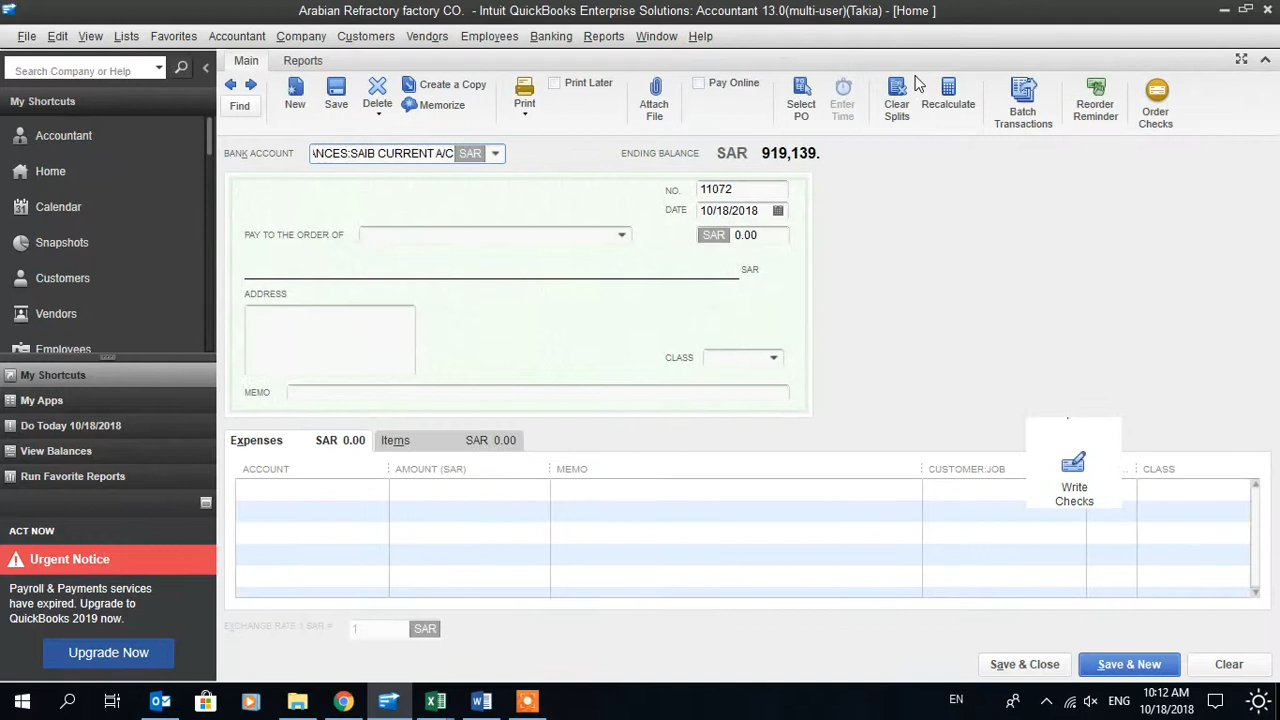 Arabian Refractory factory CO. - Intuit QuickBooks Enterprise Solutions: Accountant 13.0(multi-user)(Takia) - [Home ]
File Edit View Lists Favorites Accountant Company Customers Vendors Employees Banking Reports Window Help
Search Company or Help
Main Reports
Find
New Save Delete
Create a Copy
Memorize
Print
Print Later
Attach File
Pay Online
Select PO
Enter Time
Clear Splits
Recalculate
Batch Transactions
Reorder Reminder
Order Checks
My Shortcuts
Accountant
Home
Calendar
Snapshots
Customers
Vendors
Employees
My Shortcuts
My Apps
Do Today 10/18/2018
View Balances
Run Favorite Reports
ACT NOW
Urgent Notice
Payroll & Payments services
have expired. Upgrade to
QuickBooks 2019 now.
Upgrade Now
BANK ACCOUNT NCES:SAIB CURRENT A/C SAR ENDING BALANCE SAR 919,139.
NO. 11072
DATE 10/18/2018
PAY TO THE ORDER OF SAR 0.00
SAR
ADDRESS
CLASS
MEMO
Expenses SAR 0.00 Items SAR 0.00
ACCOUNT AMOUNT (SAR) MEMO CUSTOMER:JOB ... CLASS
Write
Checks
EXCHANGE RATE 1 SAR = 1 SAR
Save & Close Save & New Clear
EN ENG 10:12 AM
10/18/2018